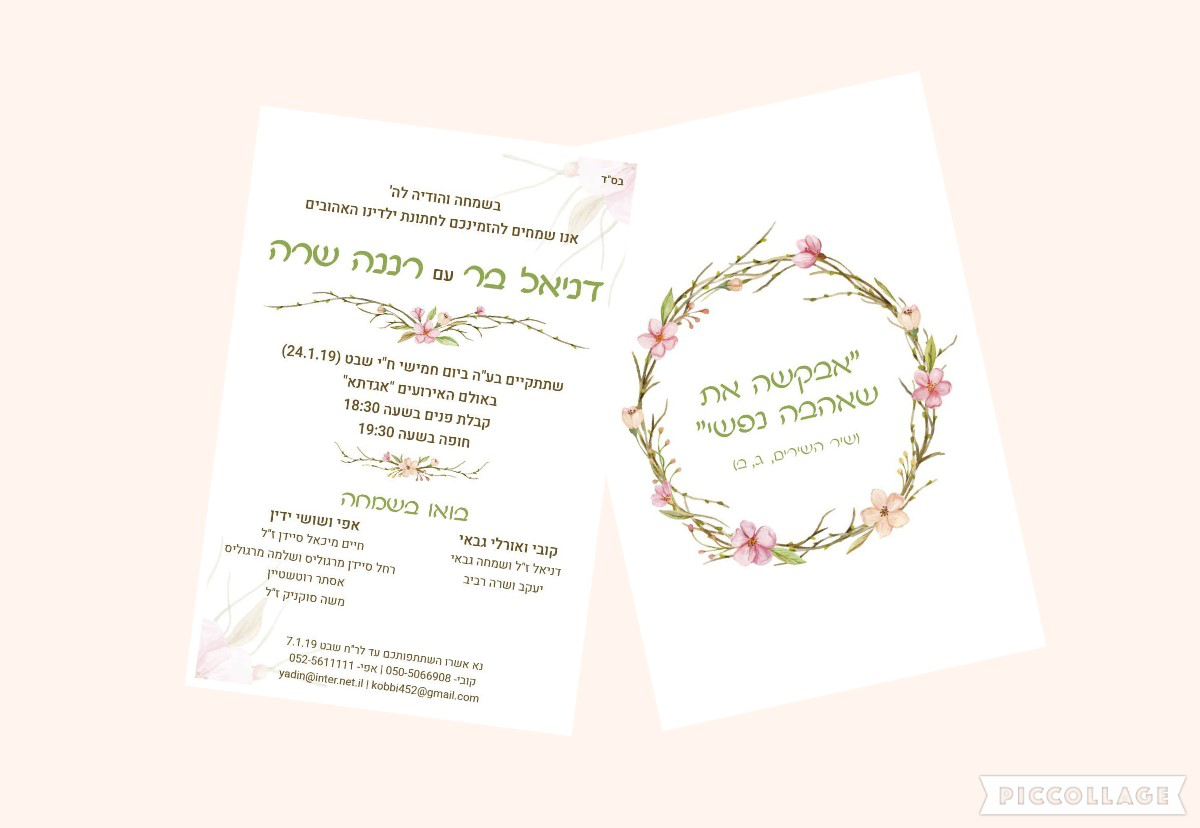 בס"ד
בשמחה והודיה לה'
אנו שמחים להזמינכם לחתונת ילדינו האהובים
דניאל בר עם רננה שרה
שתתקיים בע"ה ביום חמישי ח"י שבט (24.1.19)
באולם האירועים "אגדתא"
קבלת פנים בשעה 18:30
חופה בשעה 19:30
בואו בשמחה
קובי ואורלי גבאי
דניאל ז"ל ושמחה גבאי
יעקב ושרה רביב
אפי ושושי ידין
חיים מיכאל סיידן ז"ל
רחל סיידן מרגוליס ושלמה מרגוליס
אסתר רוטשטיין
משה סוקניק ז"ל
נא אשרו השתתפותכם עד לר"ח שבט 7.1.19
קובי- 050-5066908 | אפי- 052-5611111
yadin@inter.net.il | kobbi452@gmail.com
"אבקשה את
שאהבה נפשי"
(שיר השירים, ג, ב)
PICCOLLAGE